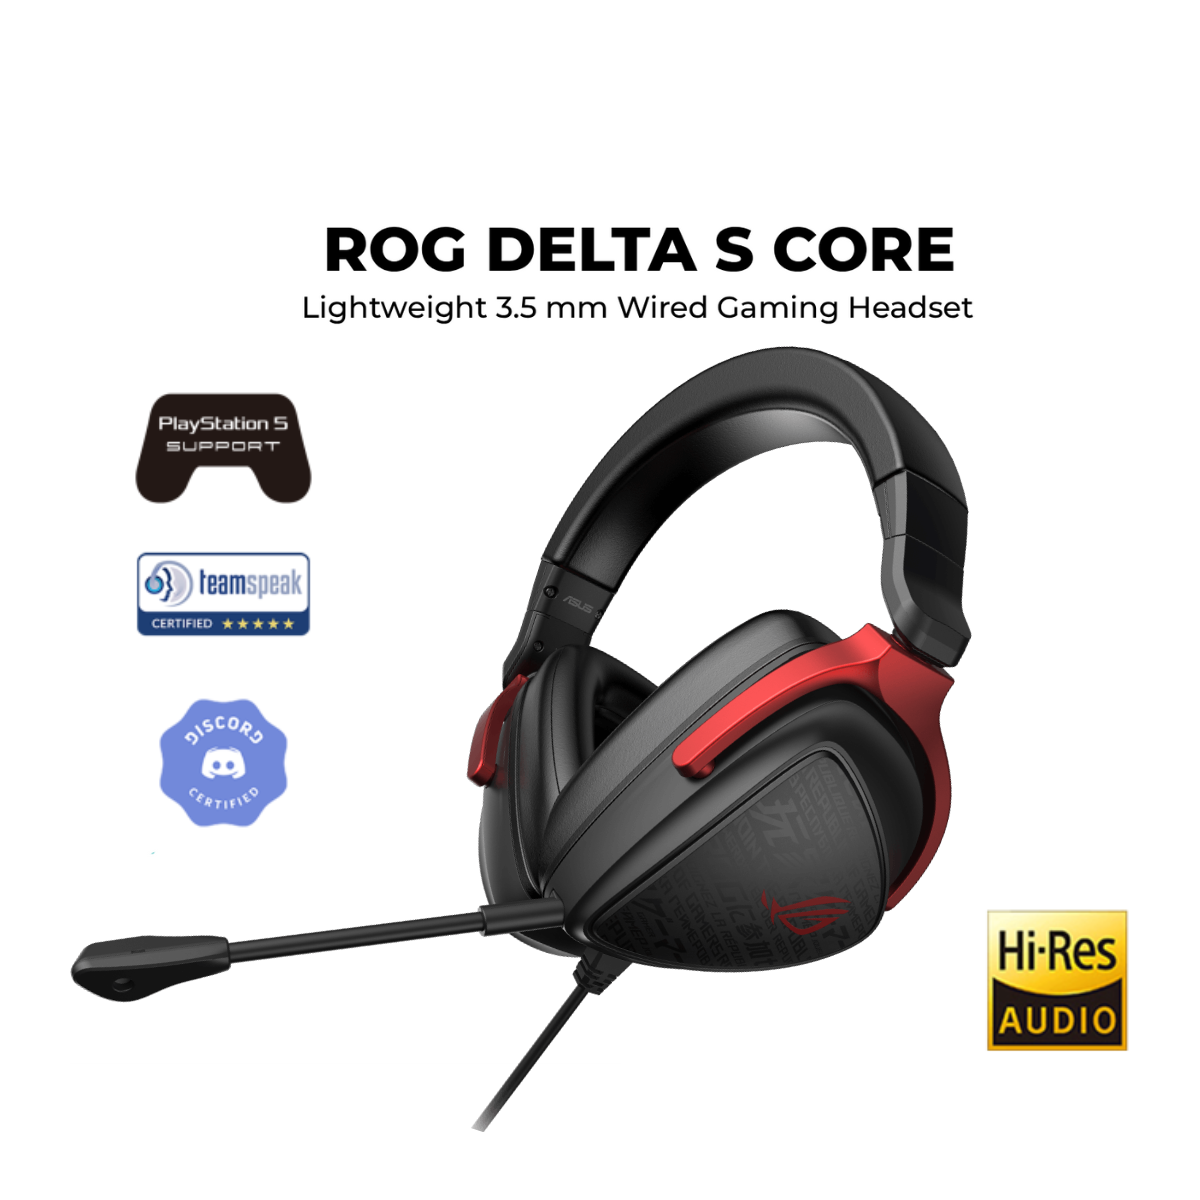 ROG DELTA S CORE
Lightweight 3.5 mm Wired Gaming Headset
PlayStation 5
SUPPORT
teamspeak
CERTIFIED
DISCORD
CERTIFIED
ASUS
Hi-Res
AUDIO